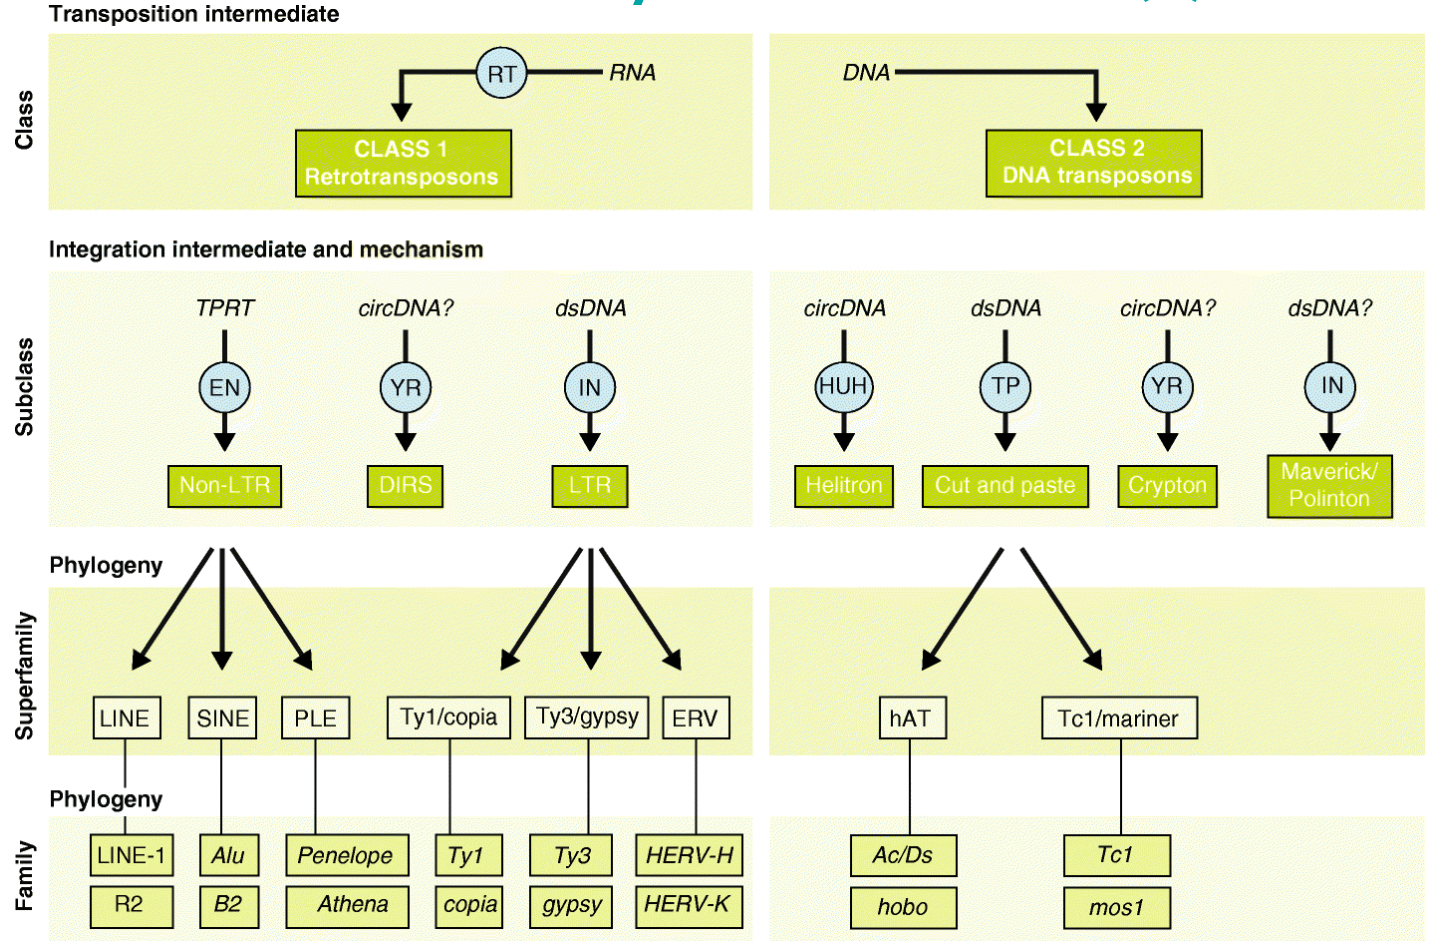 Transposition intermediate
Class
RT
RNA
CLASS 1
Retrotransposons
DNA
CLASS 2
DNA transposons
Integration intermediate and mechanism
Subclass
TPRT
circDNA?
dsDNA
circDNA
dsDNA
circDNA?
dsDNA?
EN
YR
IN
HUH
TP
YR
IN
Non-LTR
DIRS
LTR
Helitron
Cut and paste
Crypton
Maverick/
Polinton
Phylogeny
Superfamily
LINE
SINE
PLE
Ty1/copia
Ty3/gypsy
ERV
hAT
Tc1/mariner
Phylogeny
Family
LINE-1
Alu
Penelope
Ty1
Ty3
HERV-H
Ac/Ds
Tc1
R2
B2
Athena
copia
gypsy
HERV-K
hobo
mos1